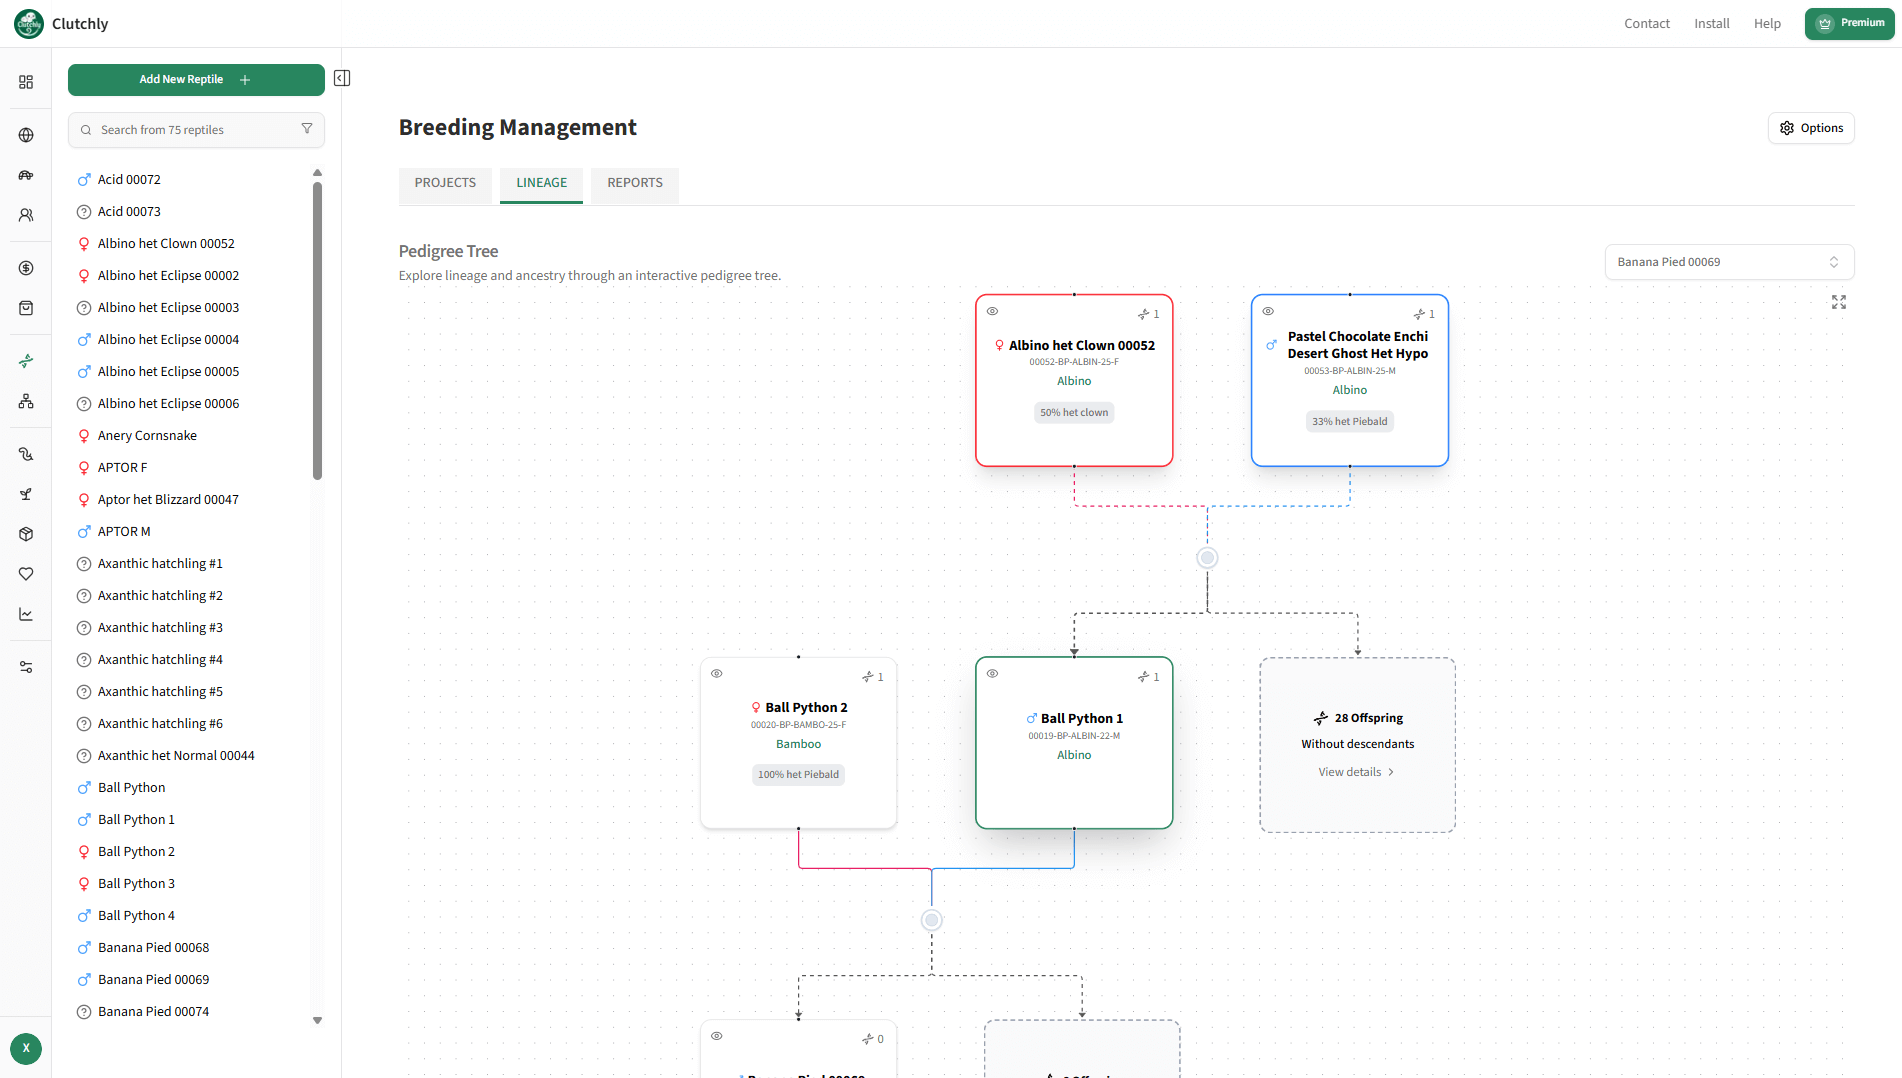 Clutchly
Contact
Install
Help
Premium
Add New Reptile
Search from 75 reptiles
Acid 00072
Acid 00073
Albino het Clown 00052
Albino het Eclipse 00002
Albino het Eclipse 00003
Albino het Eclipse 00004
Albino het Eclipse 00005
Albino het Eclipse 00006
Anery Cornsnake
APTOR F
Aptor het Blizzard 00047
APTOR M
Axanthic hatchling #1
Axanthic hatchling #2
Axanthic hatchling #3
Axanthic hatchling #4
Axanthic hatchling #5
Axanthic hatchling #6
Axanthic het Normal 00044
Ball Python
Ball Python 1
Ball Python 2
Ball Python 3
Ball Python 4
Banana Pied 00068
Banana Pied 00069
Banana Pied 00074
X
Breeding Management
Options
PROJECTS
LINEAGE
REPORTS
Pedigree Tree
Explore lineage and ancestry through an interactive pedigree tree.
Banana Pied 00069
1
Albino het Clown 00052
00052-BP-ALBIN-25-F
Albino
50% het clown
1
Pastel Chocolate Enchi
Desert Ghost Het Hypo
00053-BP-ALBIN-25-M
Albino
33% het Piebald
1
Ball Python 2
00020-BP-BAMBO-25-F
Bamboo
100% het Piebald
1
Ball Python 1
00019-BP-ALBIN-22-M
Albino
28 Offspring
Without descendants
View details
0